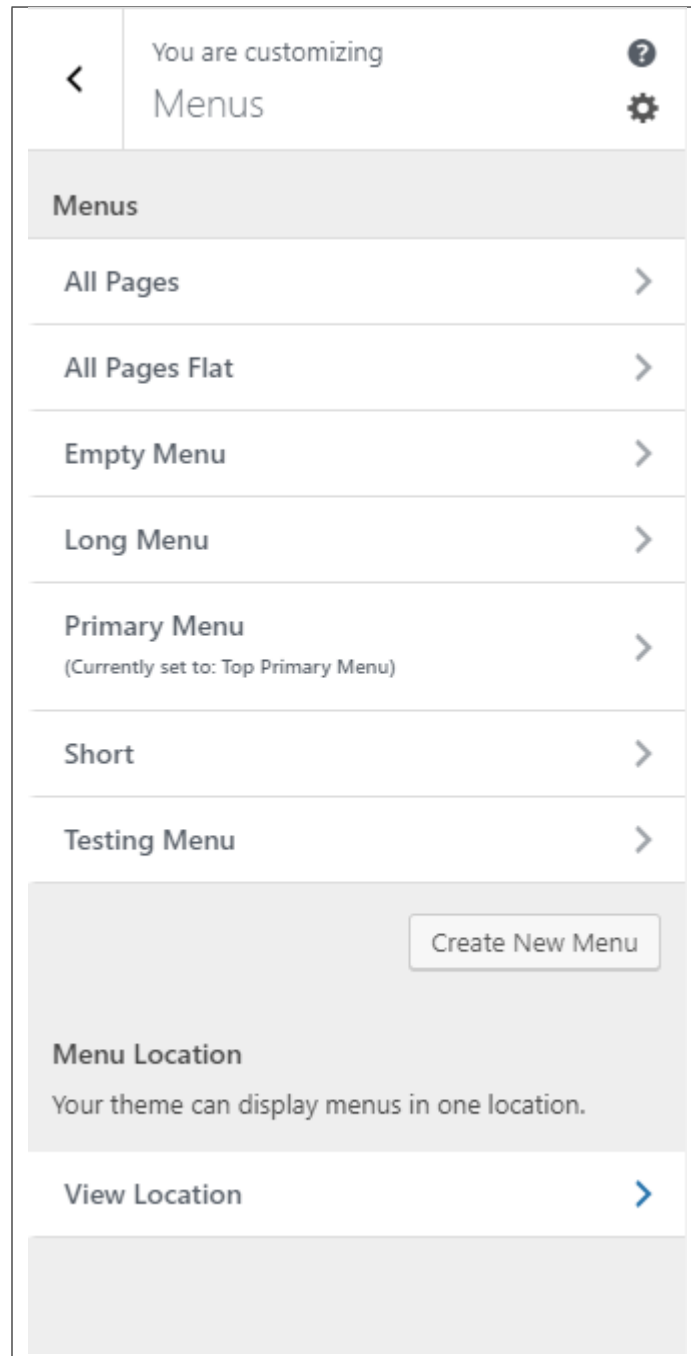 You are customizing
Menus
Menus
All Pages
All Pages Flat
Empty Menu
Long Menu
Primary Menu
(Currently set to: Top Primary Menu)
Short
Testing Menu
Create New Menu
Menu Location
Your theme can display menus in one location.
View Location